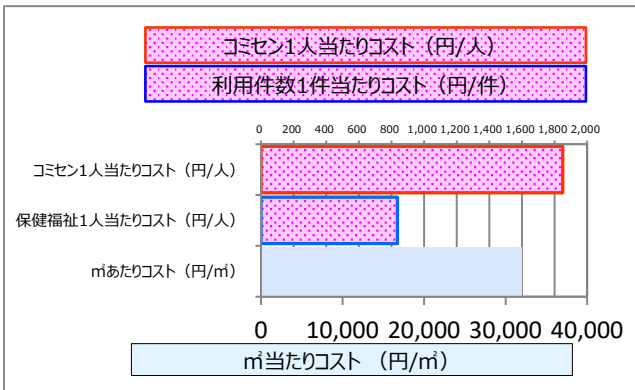 コミセン1人当たりコスト（円/人）
利用件数1件当たりコスト（円/件）
0 200 400 600 800 1,000 1,200 1,400 1,600 1,800 2,000
コミセン1人当たりコスト（円/人）
保健福祉1人当たりコスト（円/人）
㎡あたりコスト（円/㎡）
0 10,000 20,000 30,000 40,000
㎡当たりコスト （円/㎡）